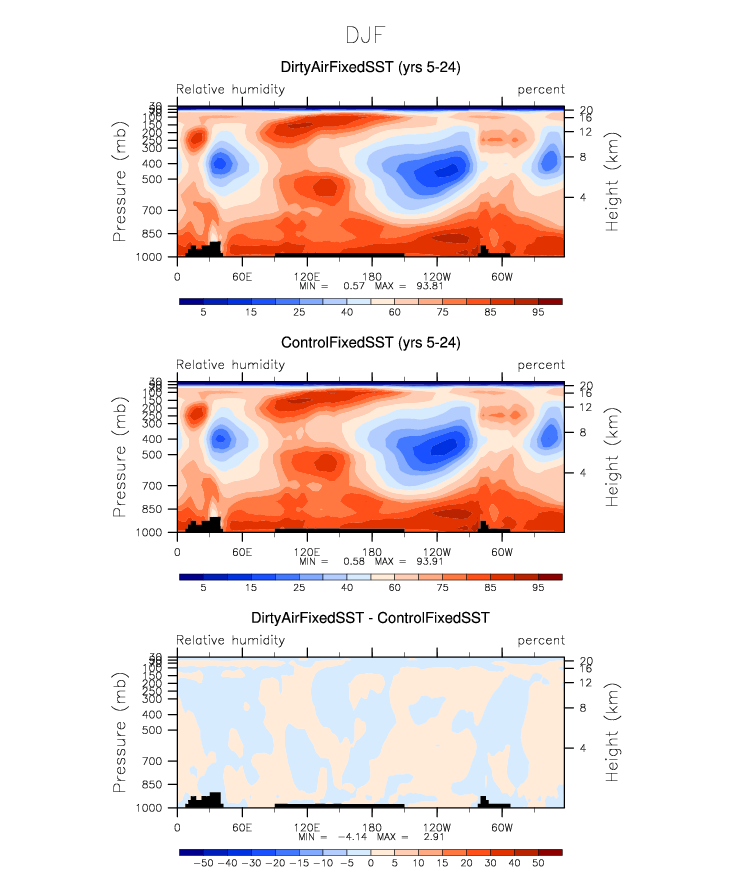 DJF
DirtyAirFixedSST (yrs 5-24)
Relative humidity percent
Pressure (mb)
30
100
150
200
250
300
400
500
700
850
1000
20
16
12
8
4
Height (km)
0 60E 120E 180 120W 60W
MIN = 0.57 MAX = 93.81
5 15 25 40 60 75 85 95
ControlFixedSST (yrs 5-24)
Relative humidity percent
Pressure (mb)
30
100
150
200
250
300
400
500
700
850
1000
20
16
12
8
4
Height (km)
0 60E 120E 180 120W 60W
MIN = 0.58 MAX = 93.91
5 15 25 40 60 75 85 95
DirtyAirFixedSST - ControlFixedSST
Relative humidity percent
Pressure (mb)
30
100
150
200
250
300
400
500
700
850
1000
20
16
12
8
4
Height (km)
0 60E 120E 180 120W 60W
MIN = -4.14 MAX = 2.91
-50 -40 -30 -20 -15 -10 -5 0 5 10 15 20 30 40 50